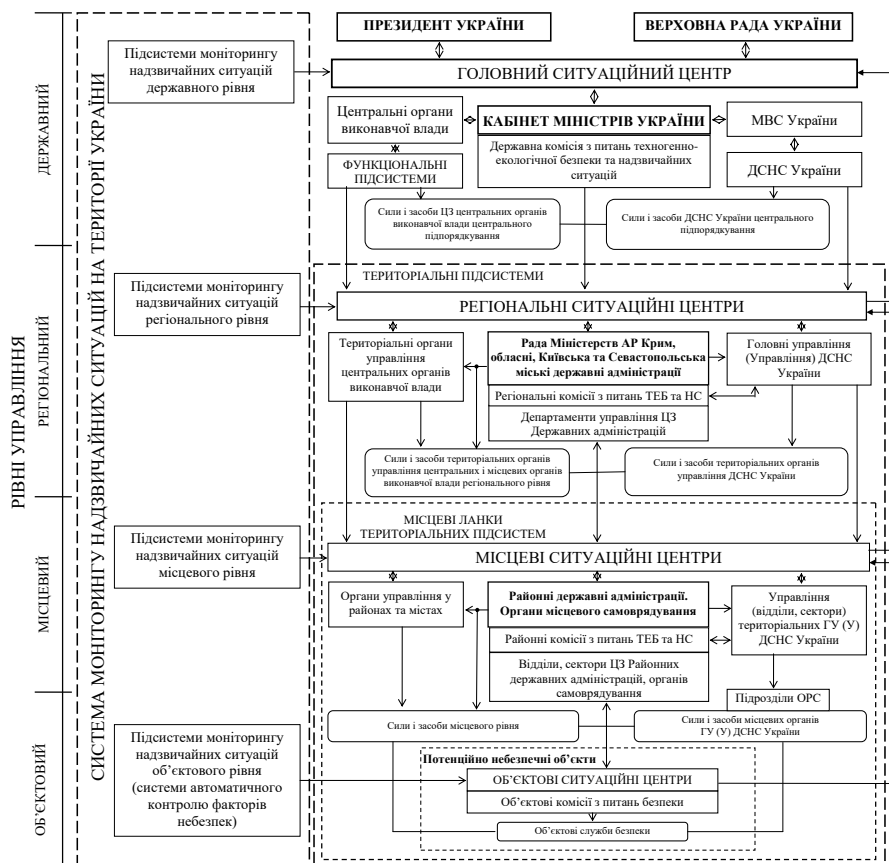 РІВНІ УПРАВЛІННЯ
ДЕРЖАВНИЙ
РЕГІОНАЛЬНИЙ
МІСЦЕВИЙ
ОБ’ЄКТОВИЙ
СИСТЕМА МОНІТОРИНГУ НАДЗВИЧАЙНИХ СИТУАЦІЙ НА ТЕРИТОРІЇ УКРАЇНИ
ПРЕЗИДЕНТ УКРАЇНИ
ВЕРХОВНА РАДА УКРАЇНИ
Підсистеми моніторингу
надзвичайних ситуацій
державного рівня
ГОЛОВНИЙ СИТУАЦІЙНИЙ ЦЕНТР
Центральні органи
виконавчої влади
КАБІНЕТ МІНІСТРІВ УКРАЇНИ
МВС України
Державна комісія з питань техногенно-
екологічної безпеки та надзвичайних
ситуацій
ФУНКЦІОНАЛЬНІ
ПІДСИСТЕМИ
ДСНС України
Сили і засоби ЦЗ центральних органів
виконавчої влади центрального
підпорядкування
Сили і засоби ДСНС України центрального
підпорядкування
ТЕРИТОРІАЛЬНІ ПІДСИСТЕМИ
Підсистеми моніторингу
надзвичайних ситуацій
регіонального рівня
РЕГІОНАЛЬНІ СИТУАЦІЙНІ ЦЕНТРИ
Територіальні органи
управління
центральних органів
виконавчої влади
Рада Міністерств АР Крим,
обласні, Київська та Севастопольська
міські державні адміністрації
Головні управління
(Управління) ДСНС
України
Регіональні комісії з питань ТЕБ та НС
Департаменти управління ЦЗ
Державних адміністрацій
Сили і засоби територіальних органів
управління центральних і місцевих органів
виконавчої влади регіонального рівня
Сили і засоби територіальних органів
управління ДСНС України
МІСЦЕВІ ЛАНКИ
ТЕРИТОРІАЛЬНИХ ПІДСИСТЕМ
Підсистеми моніторингу
надзвичайних ситуацій
місцевого рівня
МІСЦЕВІ СИТУАЦІЙНІ ЦЕНТРИ
Органи управління у
районах та містах
Районні державні адміністрації.
Органи місцевого самоврядування
Управління
(відділи, сектори)
територіальних ГУ (У)
ДСНС України
Районні комісії з питань ТЕБ та НС
Відділи, сектори ЦЗ Районних
державних адміністрацій, органів
самоврядування
Підрозділи ОРС
Сили і засоби місцевого рівня
Сили і засоби місцевих органів
ГУ (У) ДСНС України
Підсистеми моніторингу
надзвичайних ситуацій
об’єктового рівня
(системи автоматичного
контролю факторів
небезпек)
Потенційно небезпечні об’єкти
ОБ’ЄКТОВІ СИТУАЦІЙНІ ЦЕНТРИ
Об’єктові комісії з питань безпеки
Об’єктові служби безпеки